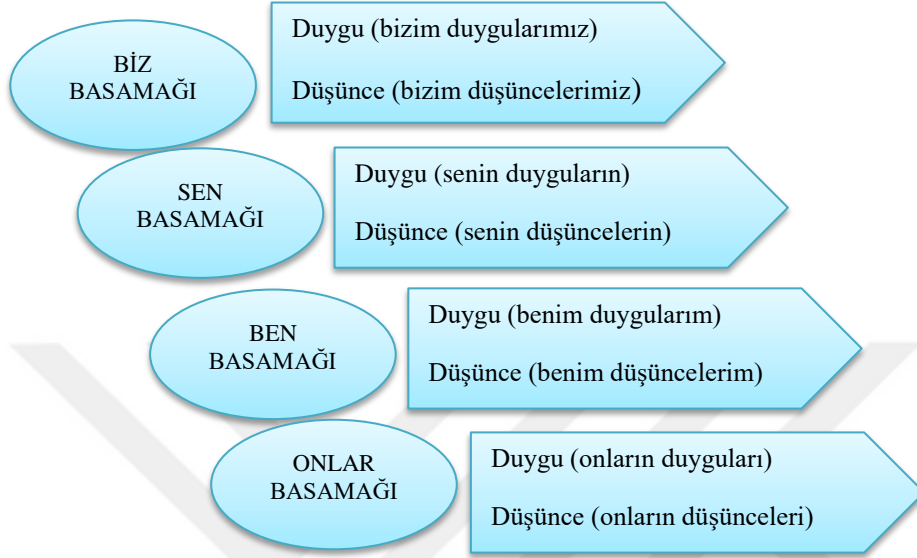 BİZ
BASAMAĞI
Duygu (bizim duygularımız)
Düşünce (bizim düşüncelerimiz)
SEN
BASAMAĞI
Duygu (senin duyguların)
Düşünce (senin düşüncelerin)
BEN
BASAMAĞI
Duygu (benim duygularım)
Düşünce (benim düşüncelerim)
ONLAR
BASAMAĞI
Duygu (onların duyguları)
Düşünce (onların düşünceleri)